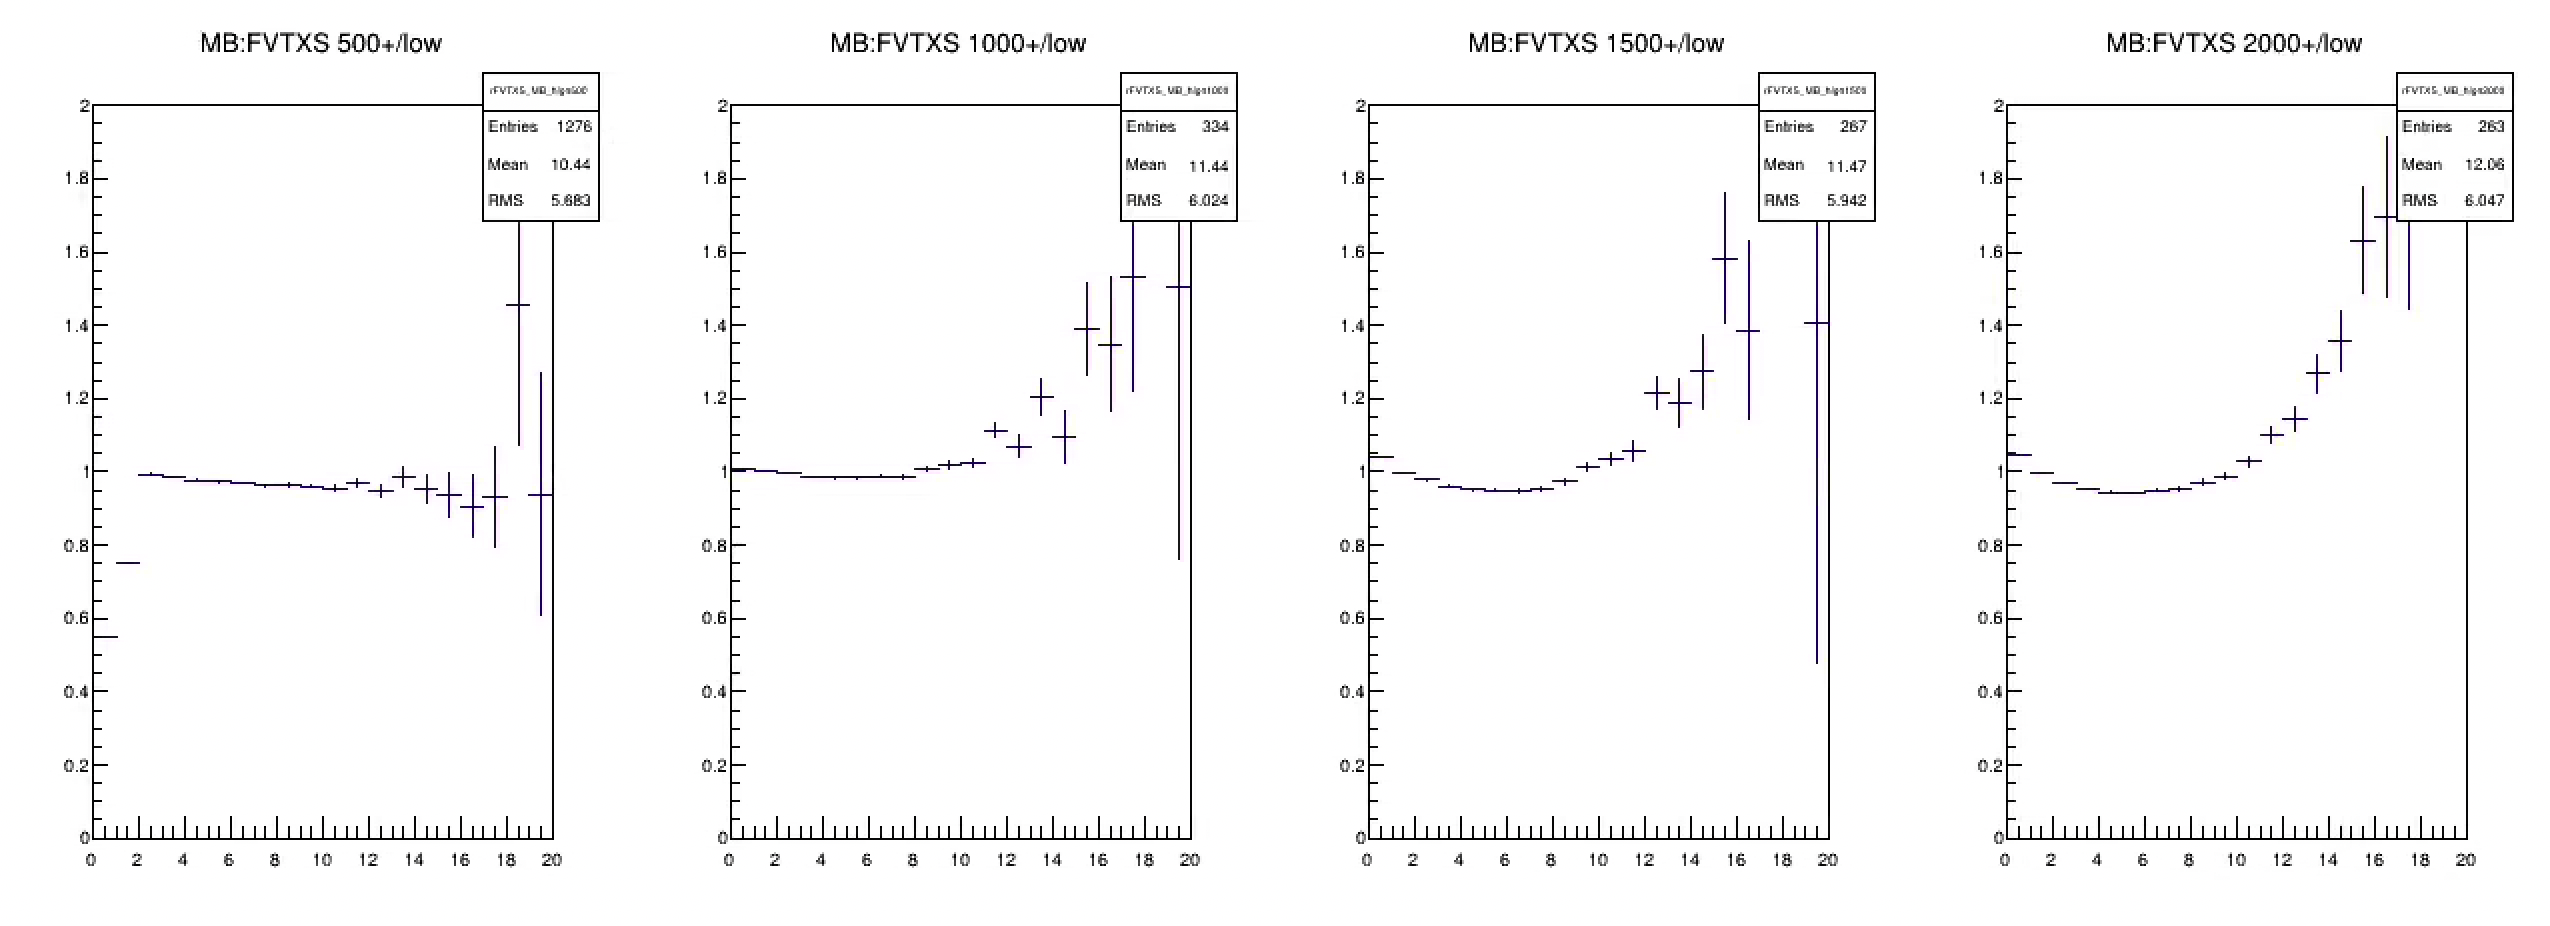 MB:FVTXS 500+/low
Entries 1276
Mean 10.44
RMS 5.683
2
1.8
1.6
1.4
1.2
1
0.8
0.6
0.4
0.2
0
0 2 4 6 8 10 12 14 16 18 20
MB:FVTXS 1000+/low
Entries 334
Mean 11.44
RMS 6.024
2
1.8
1.6
1.4
1.2
1
0.8
0.6
0.4
0.2
0
0 2 4 6 8 10 12 14 16 18 20
MB:FVTXS 1500+/low
Entries 267
Mean 11.47
RMS 5.942
2
1.8
1.6
1.4
1.2
1
0.8
0.6
0.4
0.2
0
0 2 4 6 8 10 12 14 16 18 20
MB:FVTXS 2000+/low
Entries 263
Mean 12.06
RMS 6.047
2
1.8
1.6
1.4
1.2
1
0.8
0.6
0.4
0.2
0
0 2 4 6 8 10 12 14 16 18 20